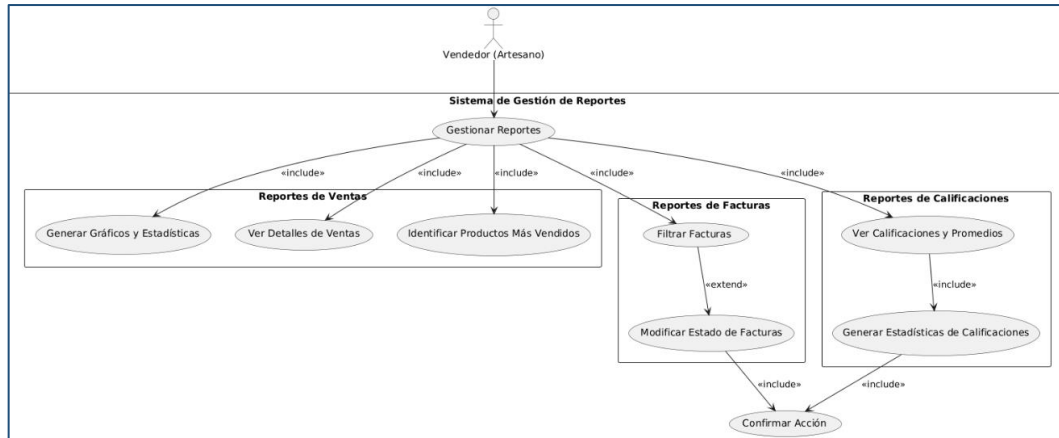 Vendedor (Artesano)
Sistema de Gestión de Reportes
Gestionar Reportes
«include»
«include»
«include»
«include»
«include»
Reportes de Ventas
Reportes de Facturas
Reportes de Calificaciones
Generar Gráficos y Estadísticas
Ver Detalles de Ventas
Identificar Productos Más Vendidos
Filtrar Facturas
Ver Calificaciones y Promedios
«extend»
«include»
Modificar Estado de Facturas
Generar Estadísticas de Calificaciones
«include»
«include»
Confirmar Acción